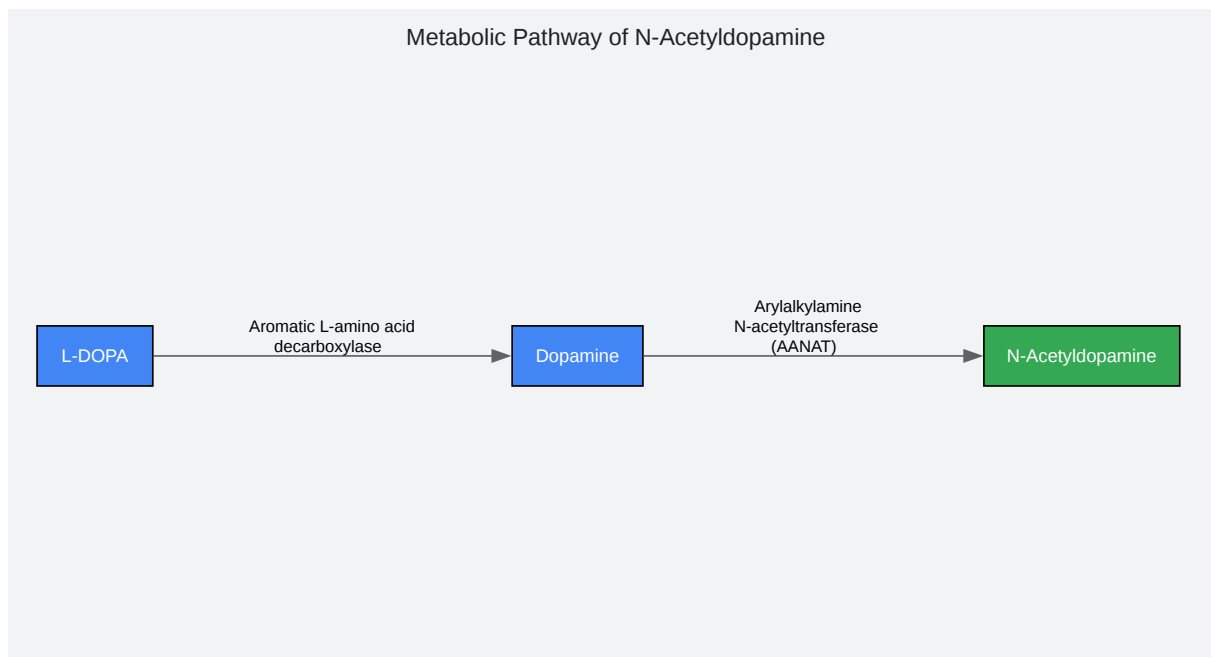 Metabolic Pathway of N-Acetyldopamine
L-DOPA
Aromatic L-amino acid
decarboxylase
Dopamine
Arylalkylamine
N-acetyltransferase
(AANAT)
N-Acetyldopamine